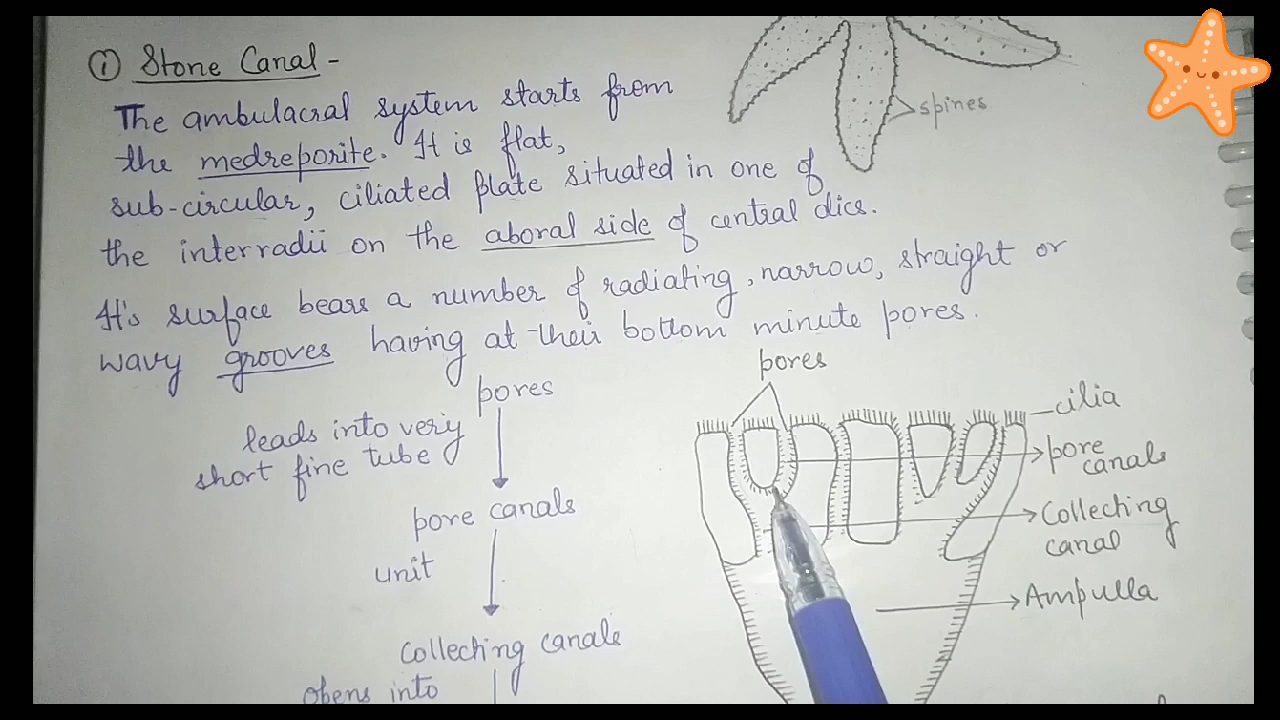 ① Stone Canal -
The ambulacral system starts from
the medreporite. It is flat,
sub-circular, ciliated plate situated in one of
the interradii on the aboral side of central dics.
It's surface bears a number of radiating, narrow, straight or
wavy grooves having at their bottom minute pores.
spines
pores
leads into very
short fine tube
pore canals
unit
Collecting canals
opens into
pores
cilia
pore
canals
Collecting
canal
Ampulla